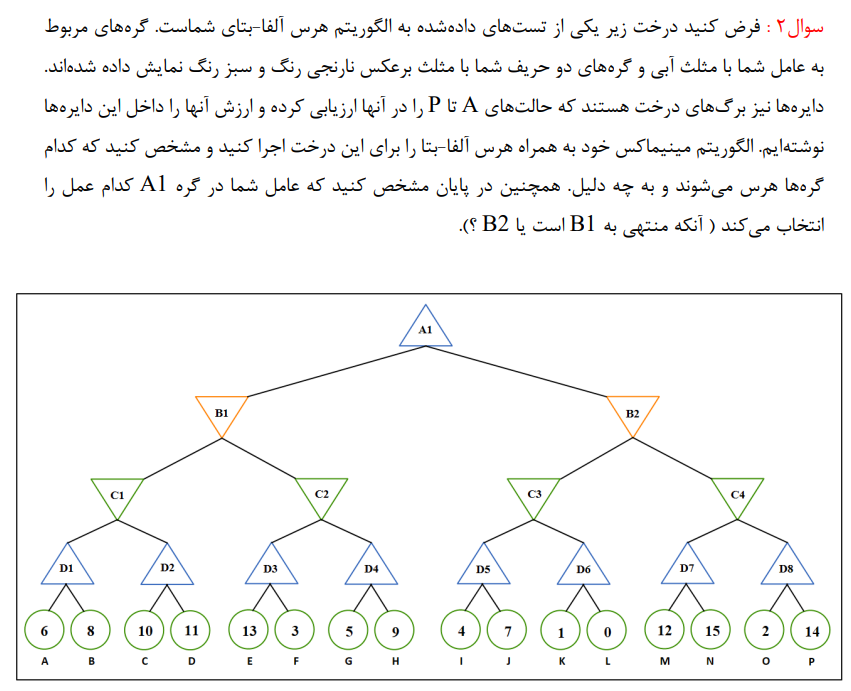 سوال۲ : فرض کنید درخت زیر یکی از تست‌های داده‌شده به الگوریتم هرس آلفا-بتای شماست. گره‌های مربوط
به عامل شما با مثلث آبی و گره‌های دو حریف شما با مثلث برعکس نارنجی رنگ و سبز رنگ نمایش داده شده‌اند.
دایره‌ها نیز برگ‌های درخت هستند که حالت‌های A تا P را در آنها ارزیابی کرده و ارزش آنها را داخل این دایره‌ها
نوشته‌ایم. الگوریتم مینیماکس خود به همراه هرس آلفا-بتا را برای این درخت اجرا کنید و مشخص کنید که کدام
گره‌ها هرس می‌شوند و به چه دلیل. همچنین در پایان مشخص کنید که عامل شما در گره A1 کدام عمل را
انتخاب می‌کند ( آنکه منتهی به B1 است یا B2 ؟).
A1
B1 B2
C1 C2 C3 C4
D1 D2 D3 D4 D5 D6 D7 D8
6 8 10 11 13 3 5 9 4 7 1 0 12 15 2 14
A B C D E F G H I J K L M N O P